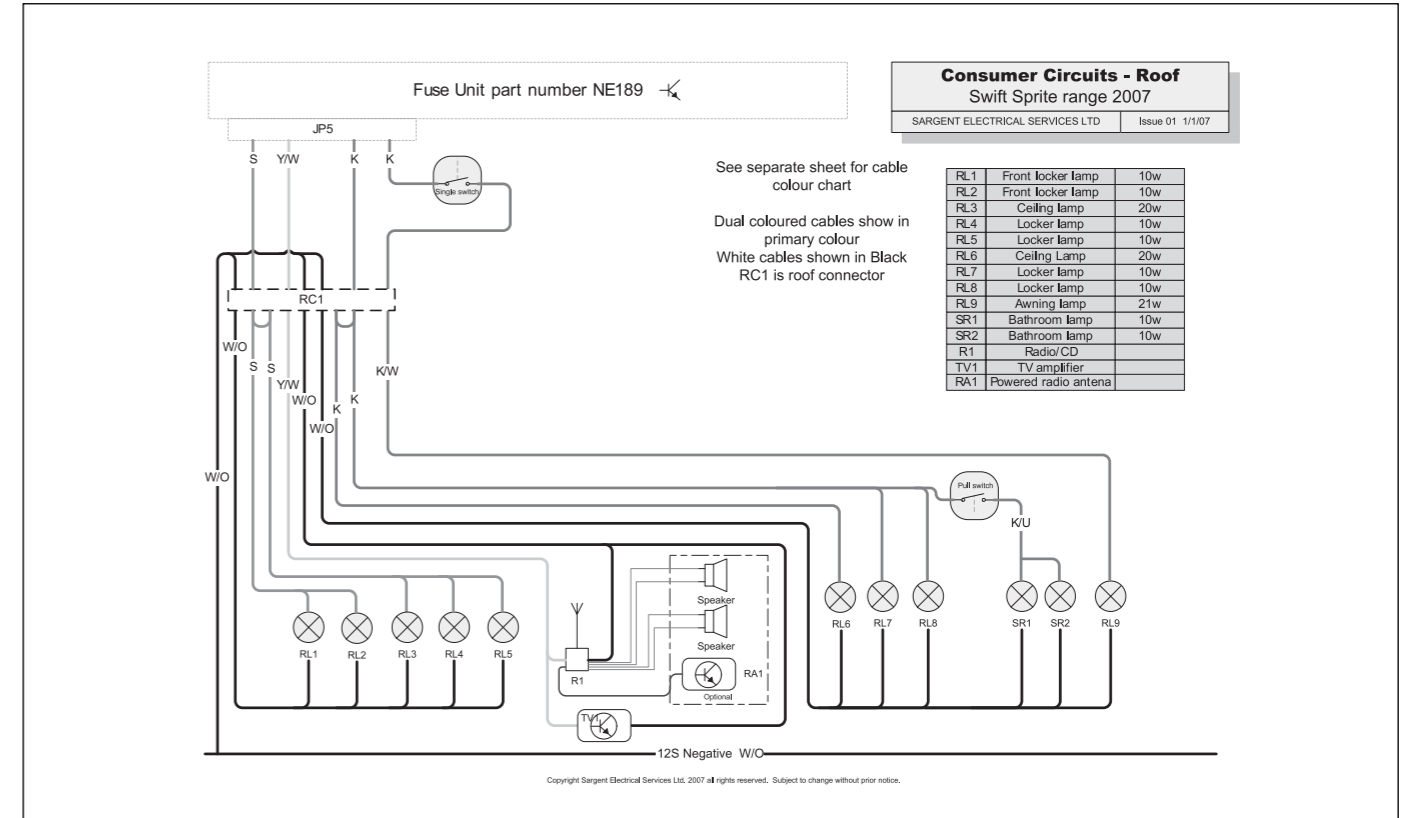 Fuse Unit part number NE189
JP5
Consumer Circuits - Roof
Swift Sprite range 2007
SARGENT ELECTRICAL SERVICES LTD Issue 01 1/1/07
S Y/W K K
Single switch
See separate sheet for cable
colour chart
Dual coloured cables show in
primary colour
White cables shown in Black
RC1 is roof connector
RL1 Front locker lamp 10w
RL2 Front locker lamp 10w
RL3 Ceiling lamp 20w
RL4 Locker lamp 10w
RL5 Locker lamp 10w
RL6 Ceilng Lamp 20w
RL7 Locker lamp 10w
RL8 Locker lamp 10w
RL9 Awning lamp 21w
SR1 Bathroom lamp 10w
SR2 Bathroom lamp 10w
R1 Radio/CD
TV1 TV amplifier
RA1 Powered radio antena
RC1
W/O
S S
K/W
Y/W
W/O
K K
W/O
W/O
Pull switch
K/U
Speaker
Speaker
RL1 RL2 RL3 RL4 RL5
R1
RA1
Optional
RL6 RL7 RL8 SR1 SR2 RL9
TV1
12S Negative W/O
Copyright Sargent Electrical Services Ltd. 2007 all rights reserved. Subject to change without prior notice.